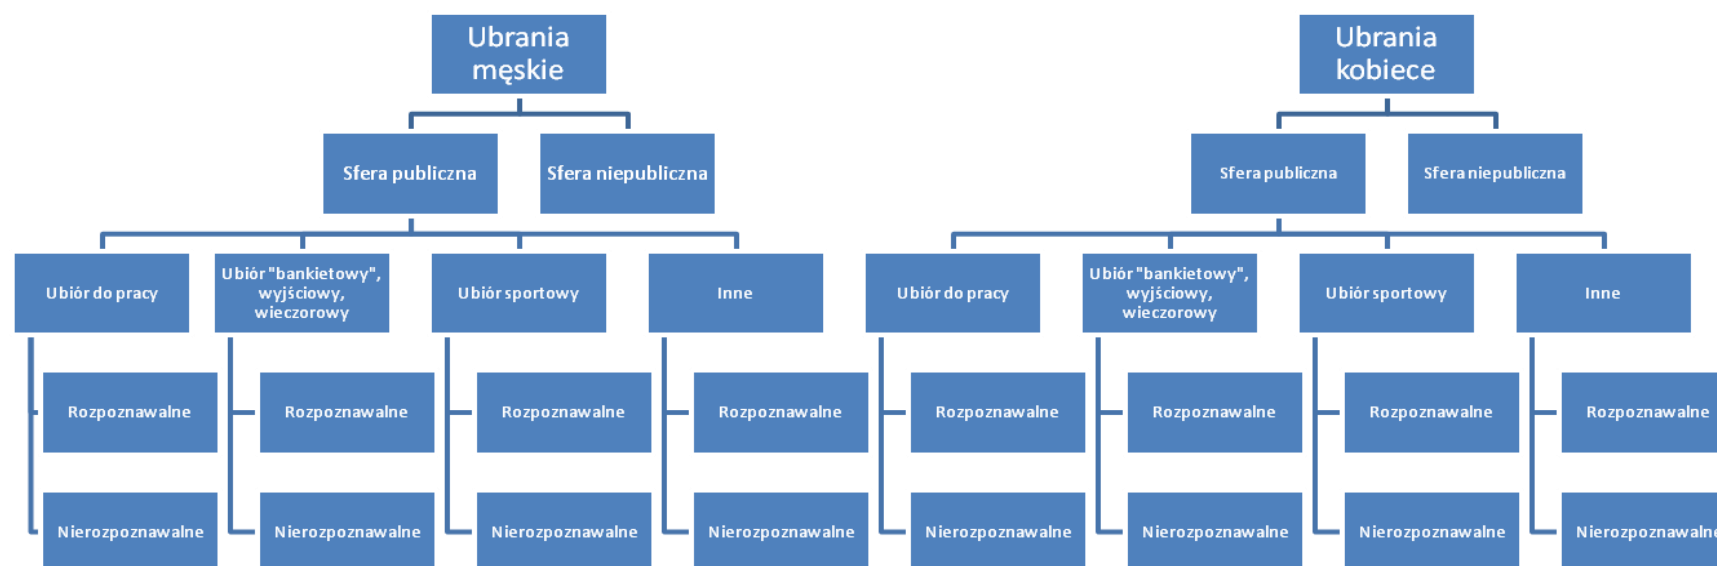 Ubrania
męskie
Ubrania
kobiece
Sfera publiczna
Sfera niepubliczna
Sfera publiczna
Sfera niepubliczna
Ubiór do pracy
Ubiór "bankietowy",
wyjściowy,
wieczorowy
Ubiór sportowy
Inne
Ubiór do pracy
Ubiór "bankietowy",
wyjściowy,
wieczorowy
Ubiór sportowy
Inne
Rozpoznawalne
Rozpoznawalne
Rozpoznawalne
Rozpoznawalne
Rozpoznawalne
Rozpoznawalne
Rozpoznawalne
Rozpoznawalne
Nierozpoznawalne
Nierozpoznawalne
Nierozpoznawalne
Nierozpoznawalne
Nierozpoznawalne
Nierozpoznawalne
Nierozpoznawalne
Nierozpoznawalne